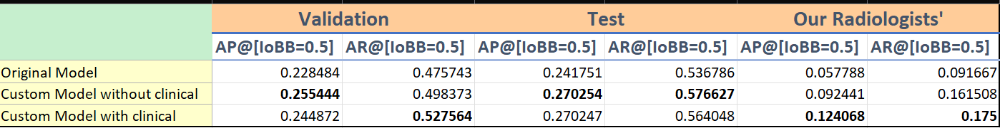 Validation Test Our Radiologists'
AP@[IoBB=0.5] AR@[IoBB=0.5] AP@[IoBB=0.5] AR@[IoBB=0.5] AP@[IoBB=0.5] AR@[IoBB=0.5]
Original Model 0.228484 0.475743 0.241751 0.536786 0.057788 0.091667
Custom Model without clinical 0.255444 0.498373 0.270254 0.576627 0.092441 0.161508
Custom Model with clinical 0.244872 0.527564 0.270247 0.564048 0.124068 0.175